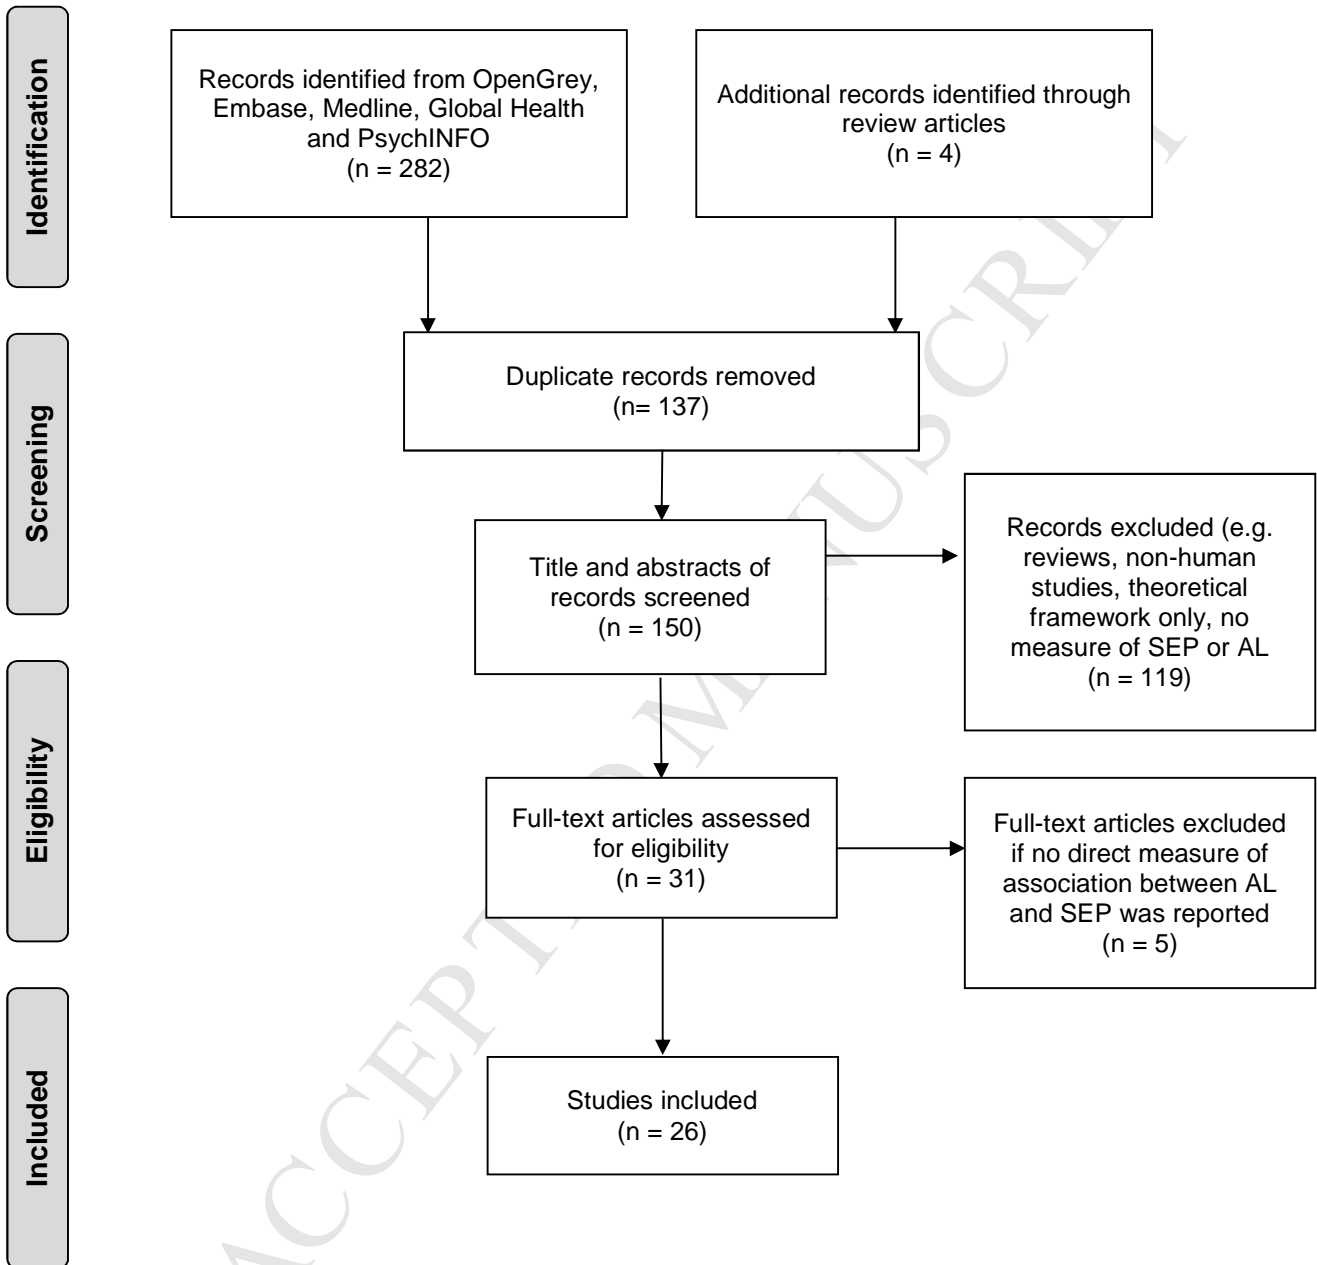 Identification
Records identified from OpenGrey,
Embase, Medline, Global Health
and PsychINFO
(n = 282)
Additional records identified through
review articles
(n = 4)
Screening
Duplicate records removed
(n= 137)
Title and abstracts of
records screened
(n = 150)
Records excluded (e.g.
reviews, non-human
studies, theoretical
framework only, no
measure of SEP or AL
(n = 119)
Eligibility
Full-text articles assessed
for eligibility
(n = 31)
Full-text articles excluded
if no direct measure of
association between AL
and SEP was reported
(n = 5)
Included
Studies included
(n = 26)
ACCEPTED MANUSCRIPT